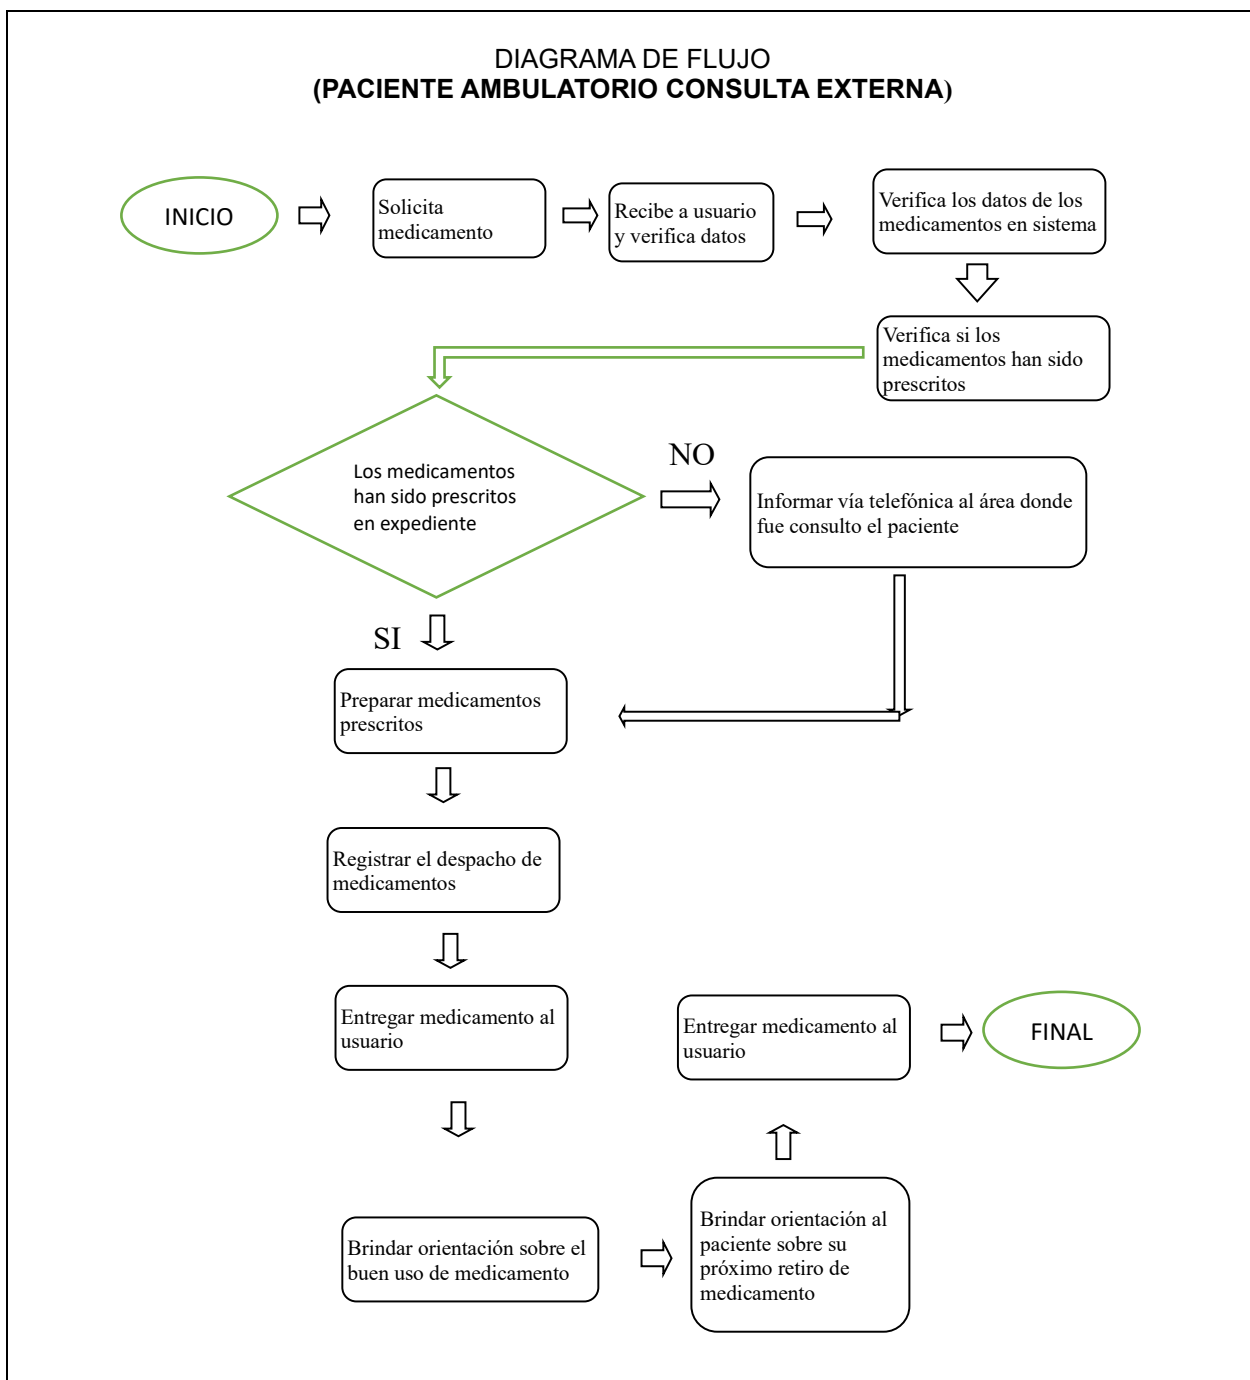 DIAGRAMA DE FLUJO
(PACIENTE AMBULATORIO CONSULTA EXTERNA)
INICIO
Solicita
medicamento
Recibe a usuario
y verifica datos
Verifica los datos de los
medicamentos en sistema
Verifica si los
medicamentos han sido
prescritos
Los medicamentos
han sido prescritos
en expediente
NO
Informar vía telefónica al área donde
fue consulto el paciente
SI
Preparar medicamentos
prescritos
Registrar el despacho de
medicamentos
Entregar medicamento al
usuario
Brindar orientación sobre el
buen uso de medicamento
Brindar orientación al
paciente sobre su
próximo retiro de
medicamento
Entregar medicamento al
usuario
FINAL